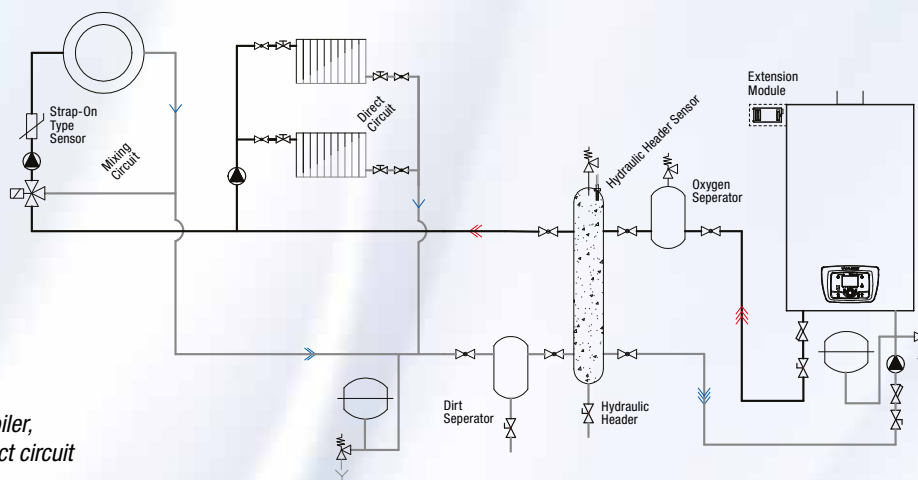 Strap-On
Type
Sensor
Mixing
Circuit
Direct
Circuit
Hydraulic Header Sensor
Oxygen
Seperator
Extension
Module
Dirt
Seperator
Hydraulic
Header
oiler,
ct circuit